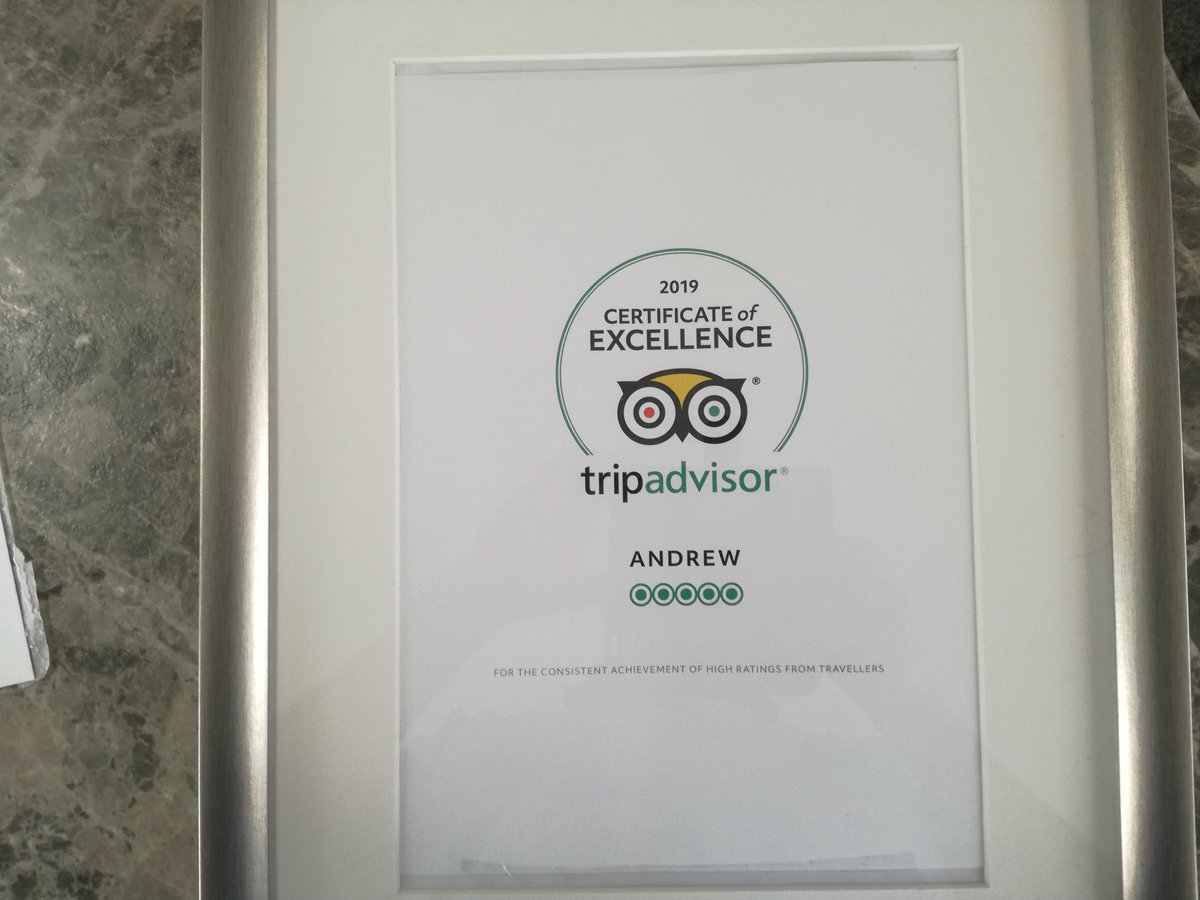 2019
CERTIFICATE of
EXCELLENCE
®
tripadvisor®
ANDREW
FOR THE CONSISTENT ACHIEVEMENT OF HIGH RATINGS FROM TRAVELLERS